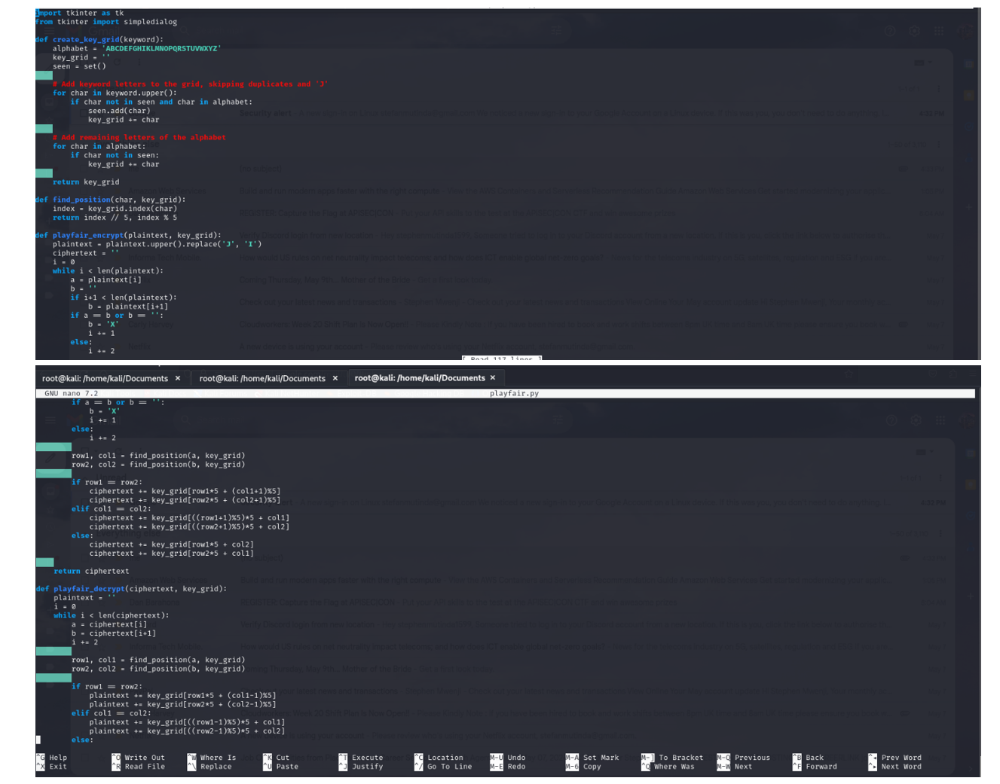 import tkinter as tk
from tkinter import simpledialog
def create_key_grid(keyword):
    alphabet = 'ABCDEFGHIKLMNOPQRSTUVWXYZ'
    key_grid = ''
    seen = set()
    # Add keyword letters to the grid, skipping duplicates and 'J'
    for char in keyword.upper():
        if char not in seen and char in alphabet:
            seen.add(char)
            key_grid += char
    # Add remaining letters of the alphabet
    for char in alphabet:
        if char not in seen:
            key_grid += char
    return key_grid
def find_position(char, key_grid):
    index = key_grid.index(char)
    return index // 5, index % 5
def playfair_encrypt(plaintext, key_grid):
    plaintext = plaintext.upper().replace('J', 'I')
    ciphertext = ''
    i = 0
    while i < len(plaintext):
        a = plaintext[i]
        b = ''
        if i+1 < len(plaintext):
            b = plaintext[i+1]
        if a == b or b == '':
            b = 'X'
            i += 1
        else:
            i += 2
[ Read 117 lines ]
root@kali: /home/kali/Documents × root@kali: /home/kali/Documents × root@kali: /home/kali/Documents ×
GNU nano 7.2 playfair.py
        if a == b or b == '':
            b = 'X'
            i += 1
        else:
            i += 2
        row1, col1 = find_position(a, key_grid)
        row2, col2 = find_position(b, key_grid)
        if row1 == row2:
            ciphertext += key_grid[row1*5 + (col1+1)%5]
            ciphertext += key_grid[row2*5 + (col2+1)%5]
        elif col1 == col2:
            ciphertext += key_grid[((row1+1)%5)*5 + col1]
            ciphertext += key_grid[((row2+1)%5)*5 + col2]
        else:
            ciphertext += key_grid[row1*5 + col2]
            ciphertext += key_grid[row2*5 + col1]
    return ciphertext
def playfair_decrypt(ciphertext, key_grid):
    plaintext = ''
    i = 0
    while i < len(ciphertext):
        a = ciphertext[i]
        b = ciphertext[i+1]
        i += 2
        row1, col1 = find_position(a, key_grid)
        row2, col2 = find_position(b, key_grid)
        if row1 == row2:
            plaintext += key_grid[row1*5 + (col1-1)%5]
            plaintext += key_grid[row2*5 + (col2-1)%5]
        elif col1 == col2:
            plaintext += key_grid[((row1-1)%5)*5 + col1]
            plaintext += key_grid[((row2-1)%5)*5 + col2]
        else:
^G Help ^O Write Out ^W Where Is ^K Cut ^T Execute ^C Location M-U Undo M-A Set Mark M-] To Bracket M-Q Previous ^B Back ^◂ Prev Word
^X Exit ^R Read File ^\ Replace ^U Paste ^J Justify ^/ Go To Line M-E Redo M-6 Copy ^Q Where Was M-W Next ^F Forward ^▸ Next Word